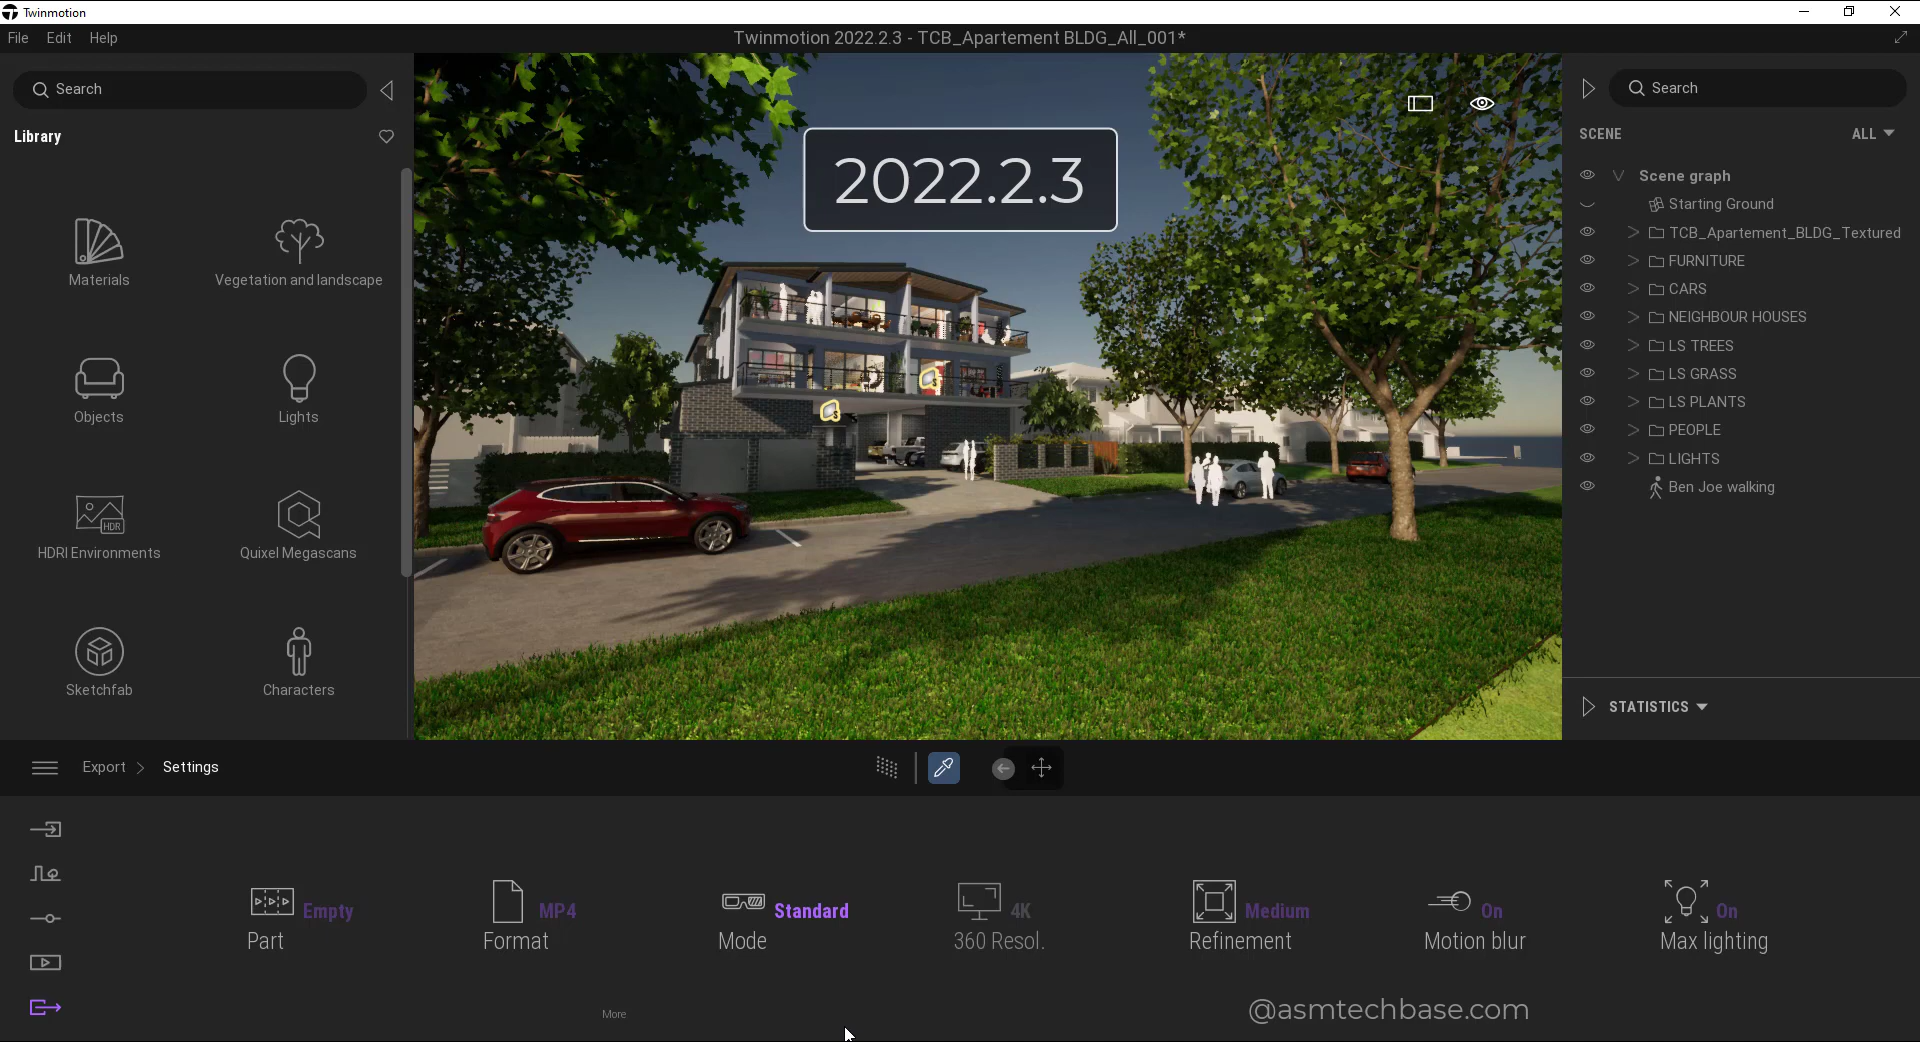 Twinmotion
File Edit Help
Twinmotion 2022.2.3 - TCB_Apartement BLDG_All_001*
Search
Library
Materials
Vegetation and landscape
Objects
Lights
HDR
HDRI Environments
Quixel Megascans
Sketchfab
Characters
2022.2.3
Search
SCENE
ALL
Scene graph
Starting Ground
TCB_Apartement_BLDG_Textured
FURNITURE
CARS
NEIGHBOUR HOUSES
LS TREES
LS GRASS
LS PLANTS
PEOPLE
LIGHTS
Ben Joe walking
STATISTICS
Export > Settings
Empty
Part
MP4
Format
Standard
Mode
4K
360 Resol.
Medium
Refinement
On
Motion blur
On
Max lighting
More
@asmtechbase.com